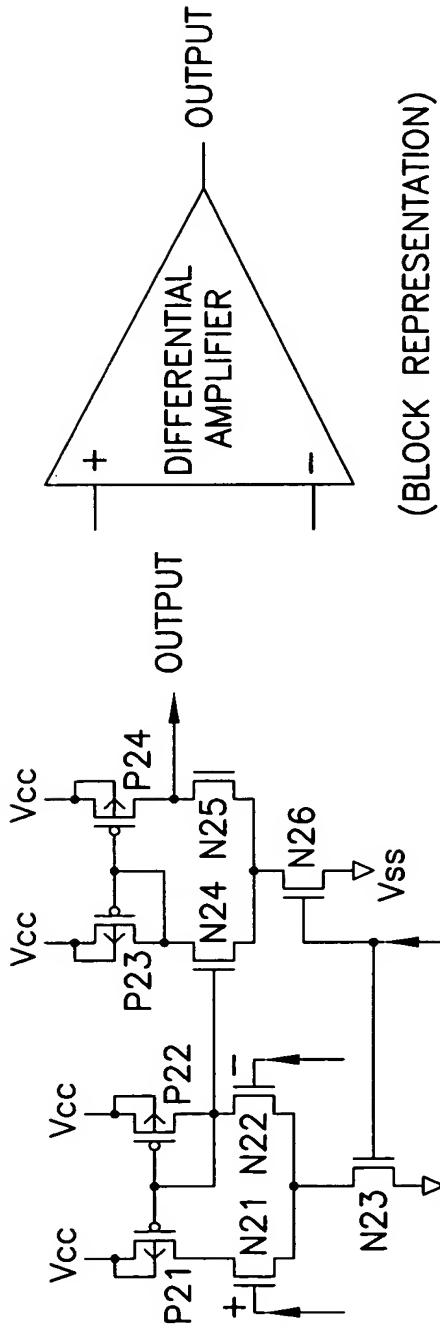 Vcc
Vcc
Vcc
Vcc
P21
P22
P23
P24
OUTPUT
+
N21
N22
−
N24
N25
N23
N26
Vss
+
−
DIFFERENTIAL
AMPLIFIER
OUTPUT
(BLOCK REPRESENTATION)